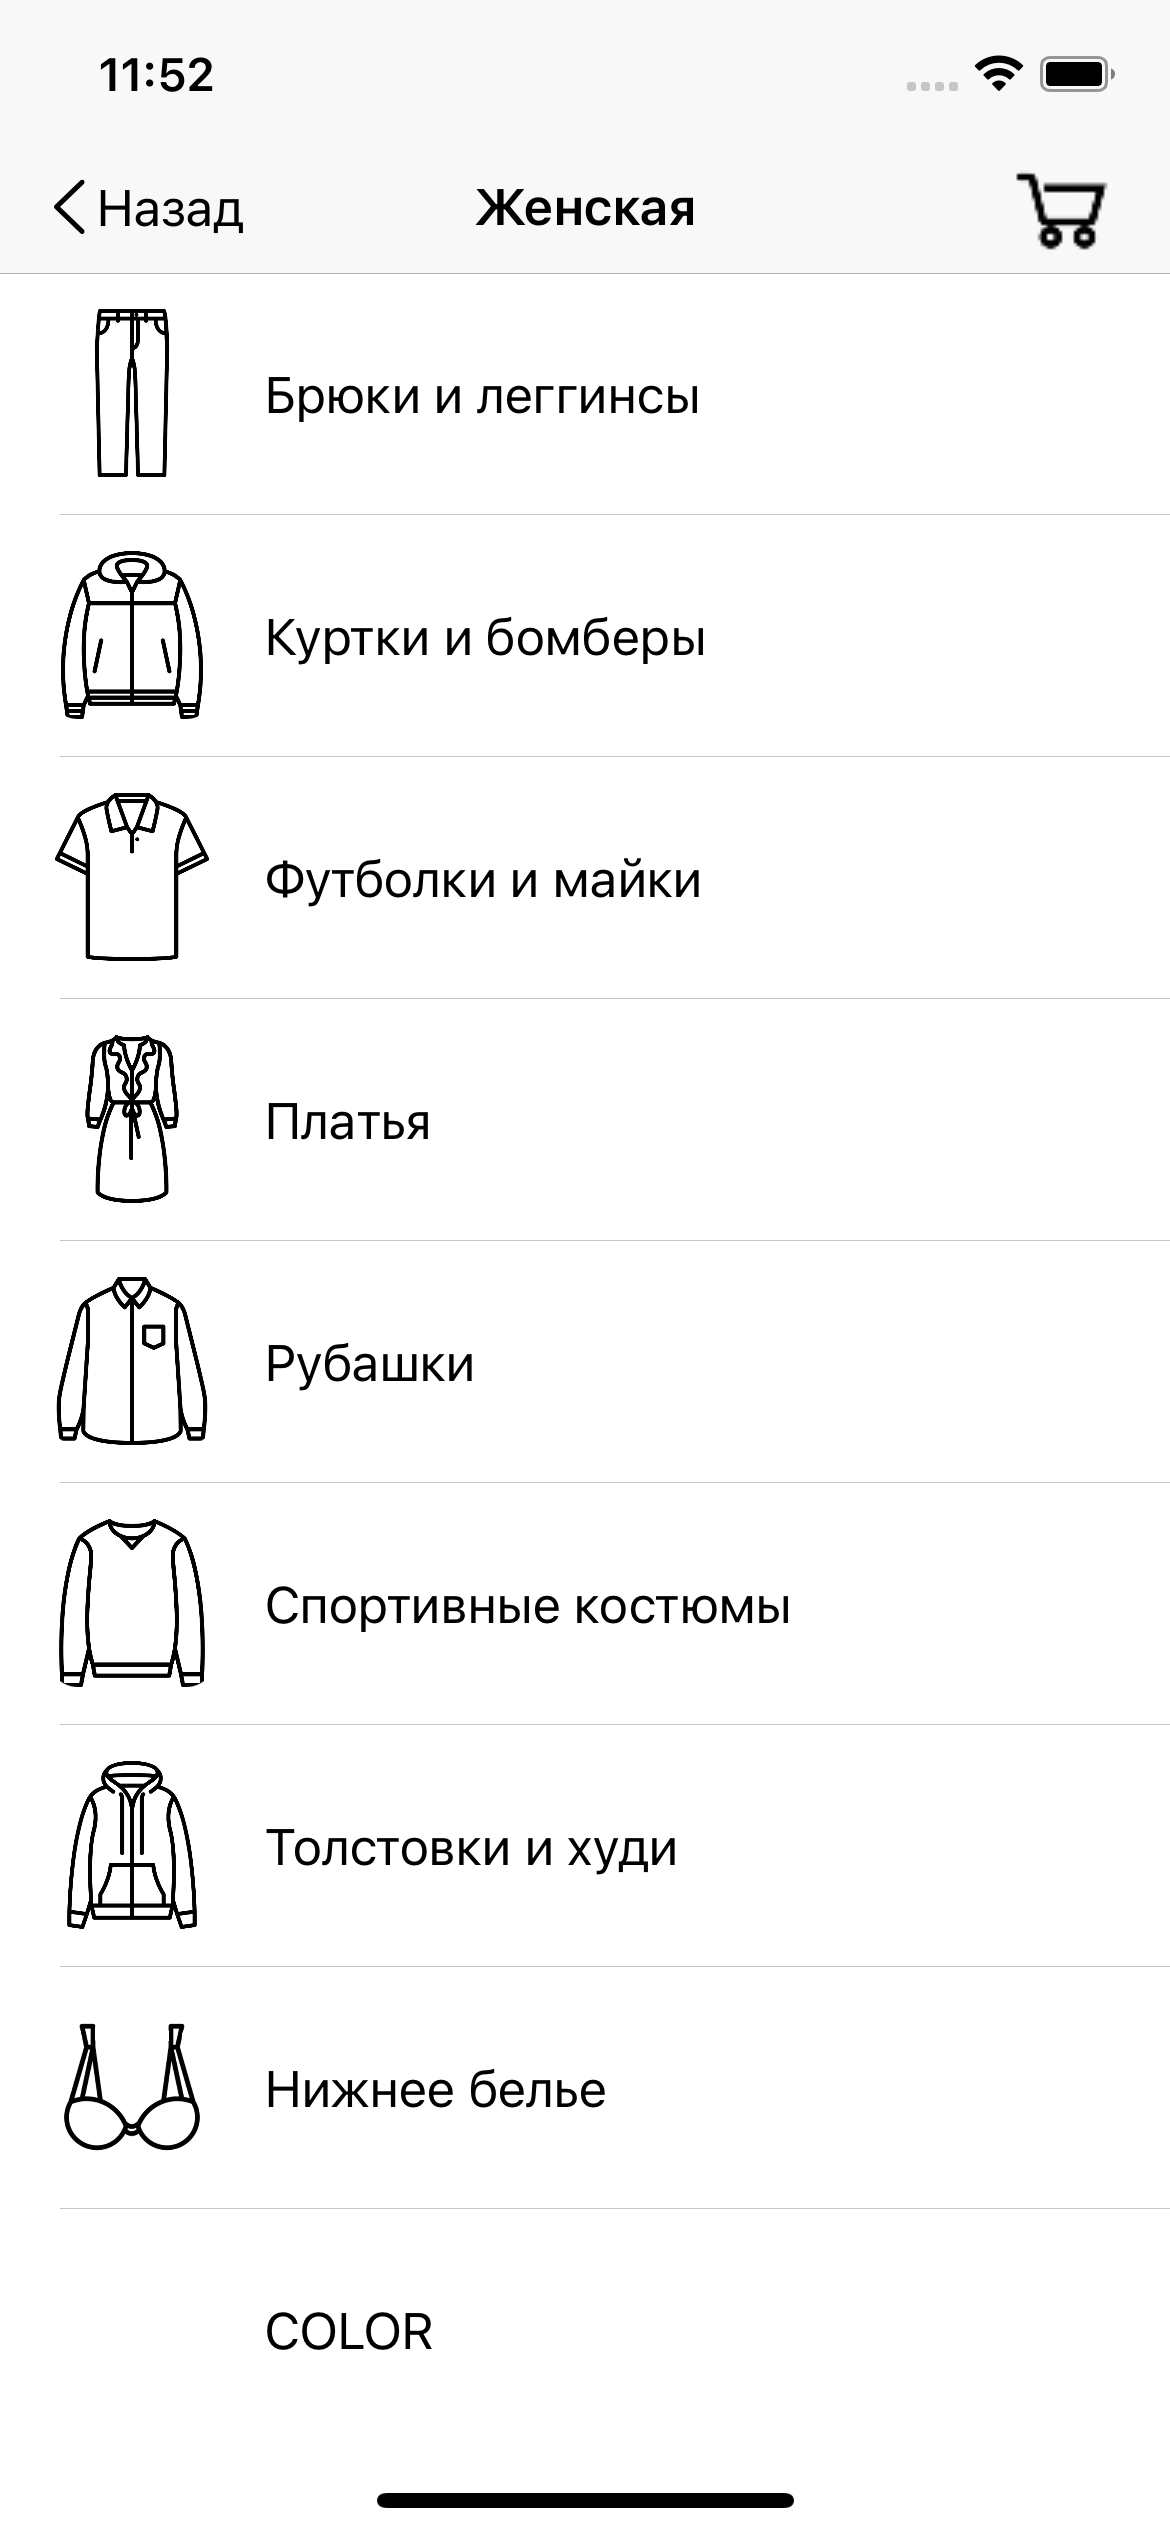 11:52
Назад
Женская
Брюки и леггинсы
Куртки и бомберы
Футболки и майки
Платья
Рубашки
Спортивные костюмы
Толстовки и худи
Нижнее белье
COLOR